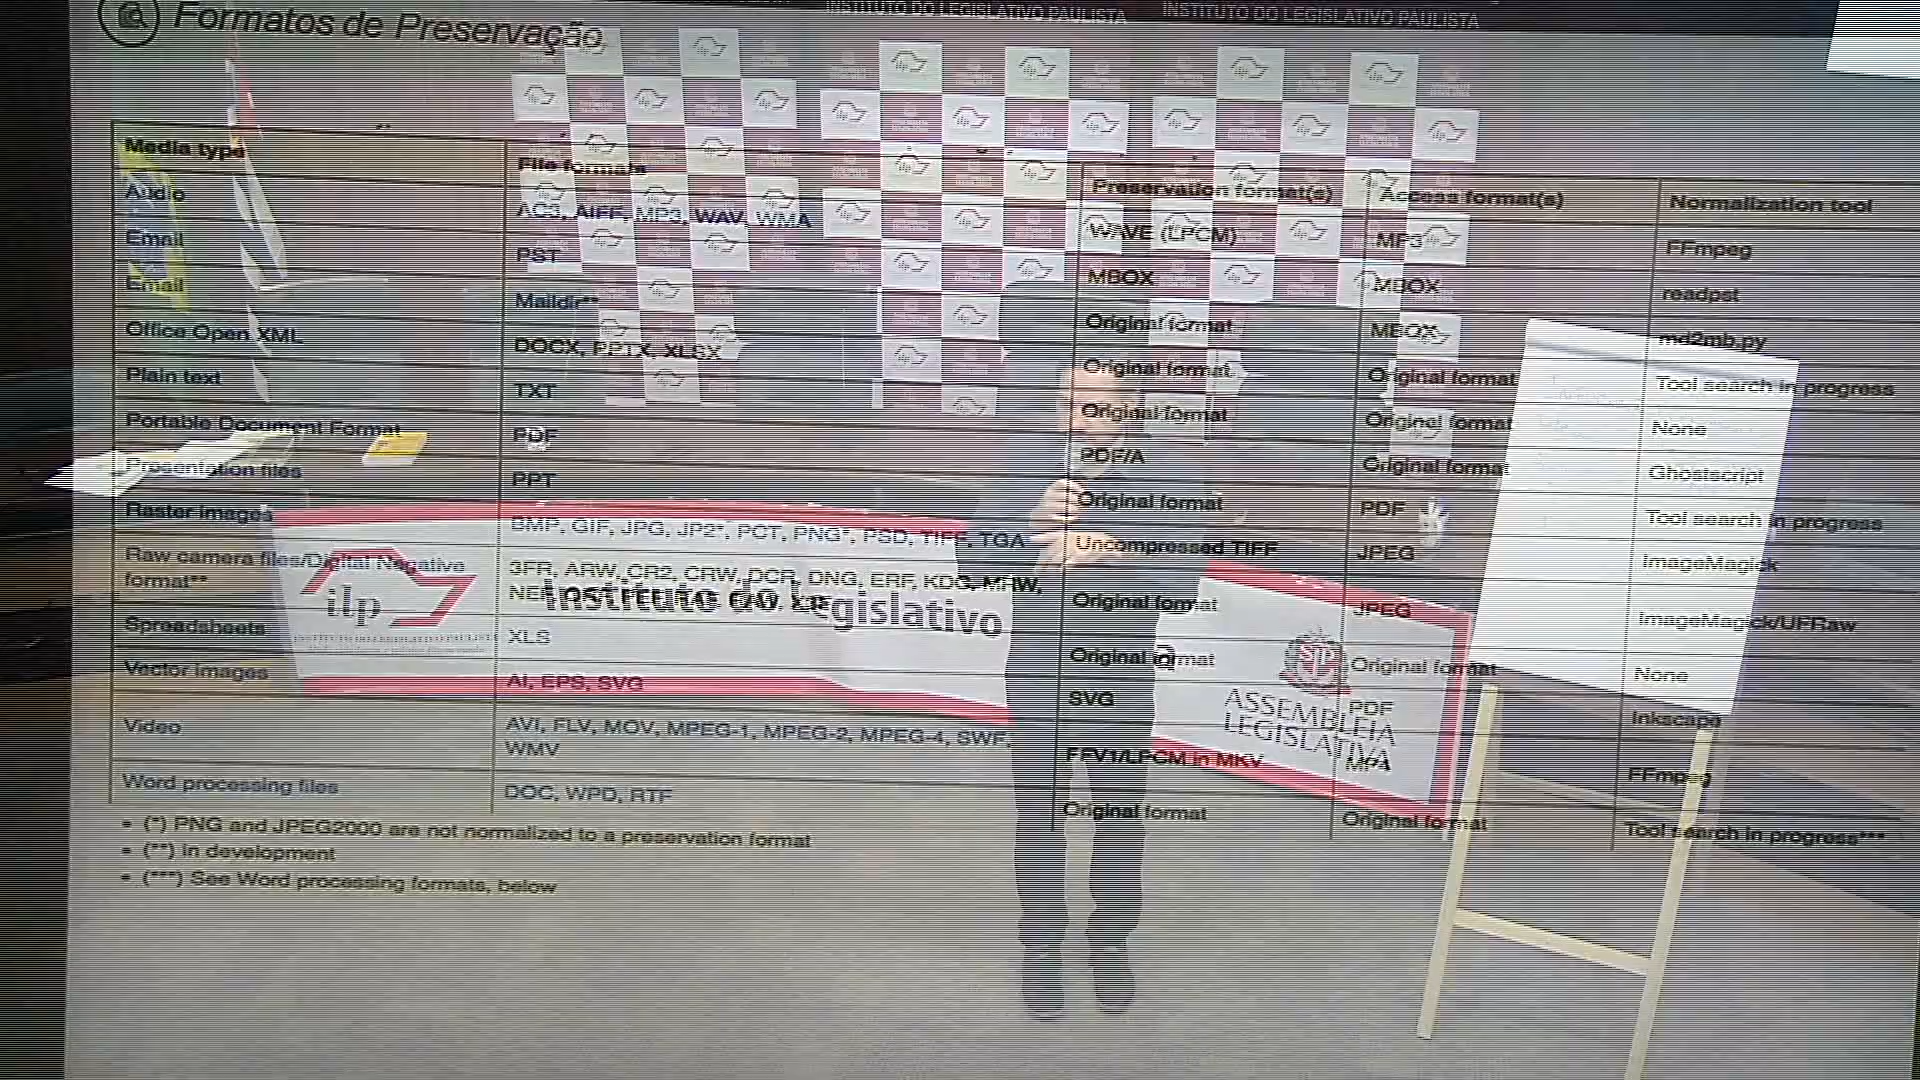 INSTITUTO DO LEGISLATIVO PAULISTA INSTITUTO DO LEGISLATIVO PAULISTA
Formatos de Preservação
Media type File formats Preservation format(s) Access format(s) Normalization tool
Audio AC3, AIFF, MP3, WAV, WMA WAVE (LPCM) MP3 FFmpeg
Email PST MBOX MBOX readpst
Email Maildir** Original format MBOX md2mb.py
Office Open XML DOCX, PPTX, XLSX Original format Original format Tool search in progress
Plain text TXT Original format Original format None
Portable Document Format PDF PDF/A Original format Ghostscript
Presentation files PPT Original format PDF Tool search in progress
Raster images BMP, GIF, JPG, JP2*, PCT, PNG*, PSD, TIFF, TGA Uncompressed TIFF JPEG ImageMagick
Raw camera files/Digital Negative 3FR, ARW, CR2, CRW, DCR, DNG, ERF, KDC, MRW, Original format JPEG ImageMagick/UFRaw
format**
Spreadsheets XLS Original format Original format None
Vector images AI, EPS, SVG SVG PDF Inkscape
Video AVI, FLV, MOV, MPEG-1, MPEG-2, MPEG-4, SWF, FFV1/LPCM in MKV MP4 FFmpeg
WMV
Word processing files DOC, WPD, RTF Original format Original format Tool search in progress***
• (*) PNG and JPEG2000 are not normalized to a preservation format
• (**) In development
• (***) See Word processing formats, below
ilp
Instituto do Legislativo
SP
ASSEMBLEIA
LEGISLATIVA